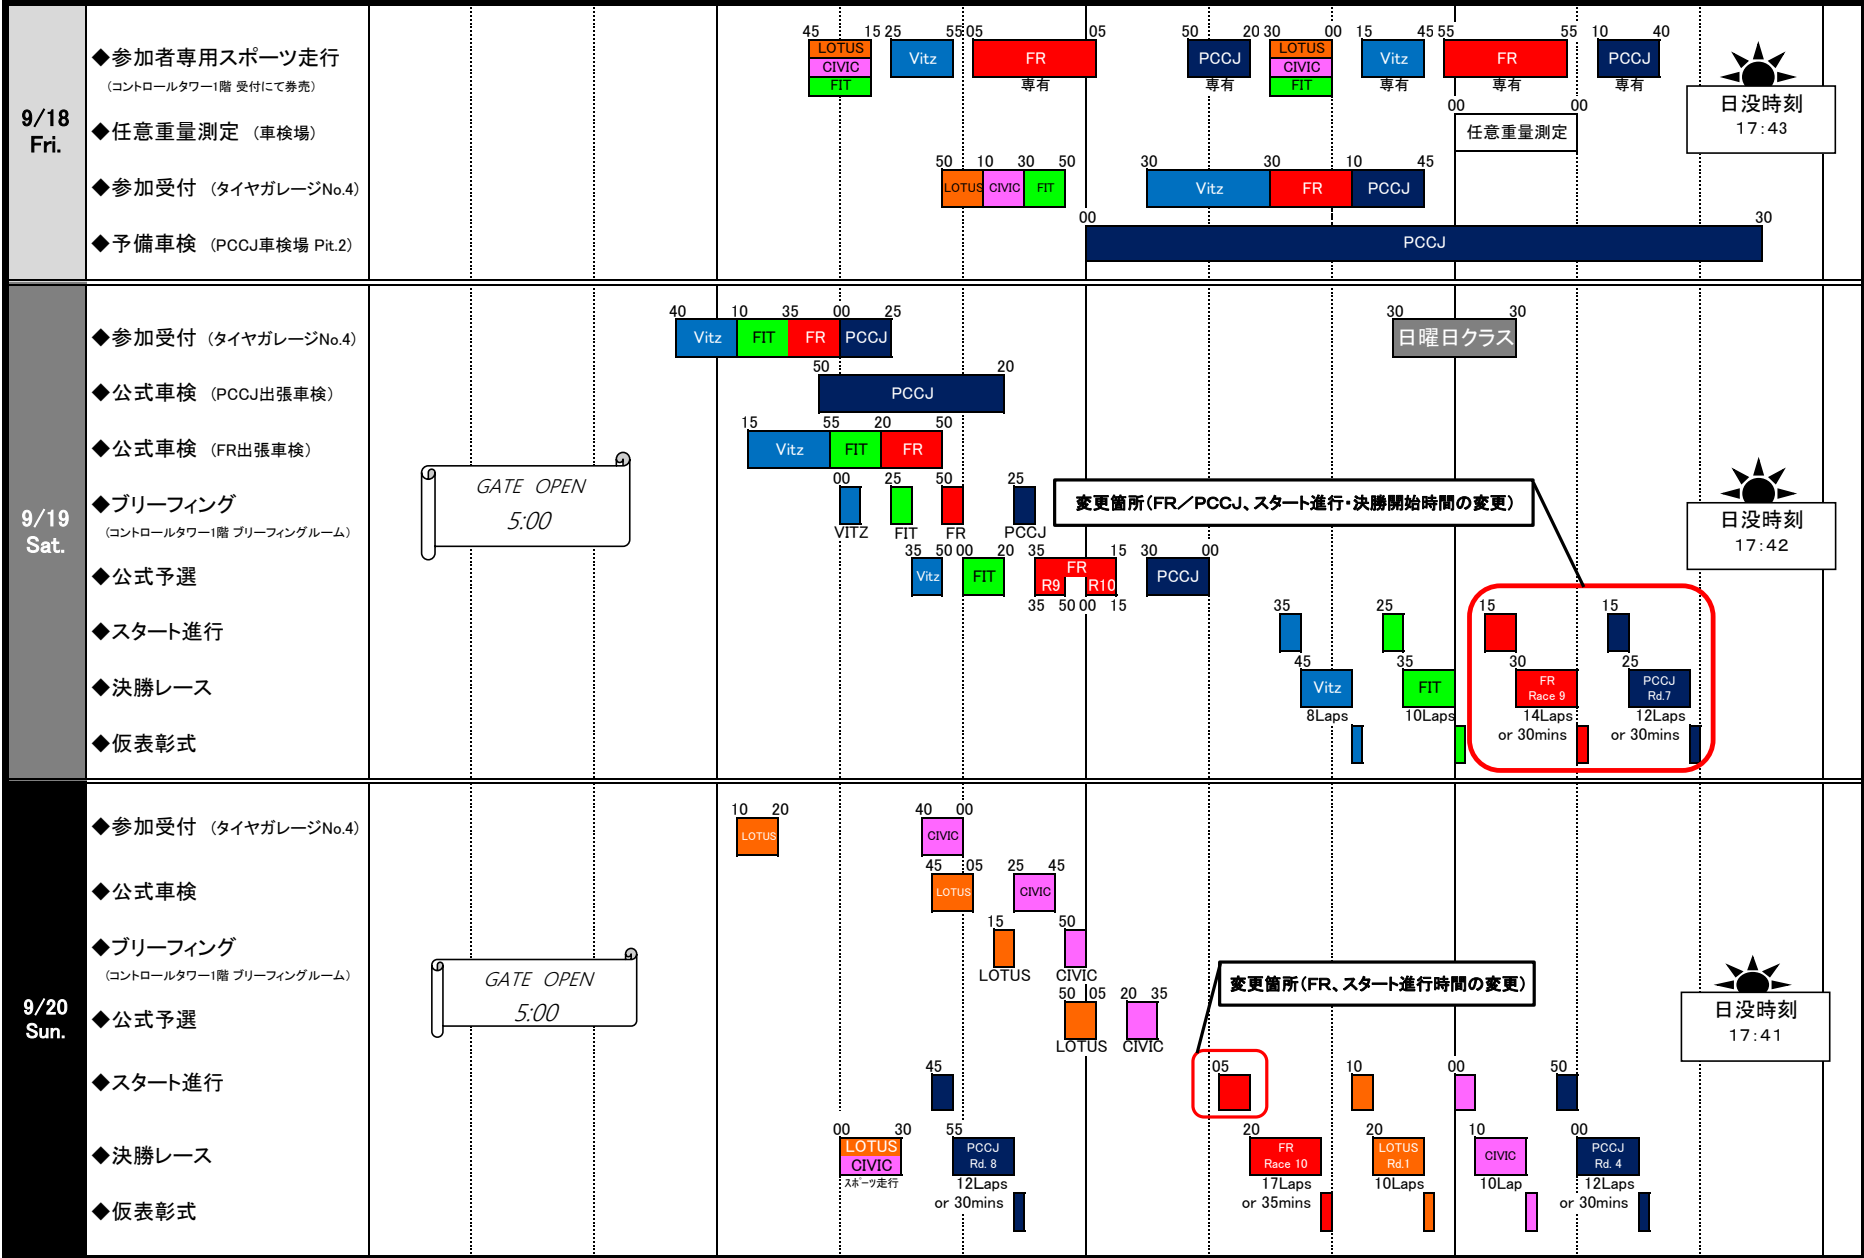 9/18
Fri.
◆参加者専用スポーツ走行
(コントロールタワー1階 受付にて券売)
45 15 25 55 05 05 50 20 30 00 15 45 55 55 10 40
LOTUS
CIVIC
FIT
Vitz
FR
専有
PCCJ
専有
LOTUS
CIVIC
FIT
Vitz
専有
FR
専有
PCCJ
専有
◆任意重量測定 (車検場)
00 00
任意重量測定
◆参加受付 (タイヤガレージNo.4)
50 10 30 50 30 30 10 45
LOTUS CIVIC FIT Vitz FR PCCJ
◆予備車検 (PCCJ車検場 Pit.2)
00 30
PCCJ
日没時刻
17:43
9/19
Sat.
◆参加受付 (タイヤガレージNo.4)
40 10 35 00 25 30 30
Vitz FIT FR PCCJ 日曜日クラス
◆公式車検 (PCCJ出張車検)
50 20
PCCJ
◆公式車検 (FR出張車検)
15 55 20 50
Vitz FIT FR
GATE OPEN
5:00
◆ブリーフィング
(コントロールタワー1階 ブリーフィングルーム)
00 25 50 25
VITZ FIT FR PCCJ
変更箇所(FR/PCCJ、スタート進行・決勝開始時間の変更)
◆公式予選
35 50 00 20 35 15 30 00
Vitz FIT FR PCCJ
R9 R10
35 50 00 15
◆スタート進行
35 25 15 15
◆決勝レース
45 35 30 25
Vitz FIT
FR
Race 9
PCCJ
Rd.7
8Laps 10Laps 14Laps 12Laps
or 30mins or 30mins
◆仮表彰式
日没時刻
17:42
9/20
Sun.
◆参加受付 (タイヤガレージNo.4)
10 20 40 00
LOTUS CIVIC
◆公式車検
45 05 25 45
LOTUS CIVIC
◆ブリーフィング
(コントロールタワー1階 ブリーフィングルーム)
15 50
LOTUS CIVIC
GATE OPEN
5:00
変更箇所(FR、スタート進行時間の変更)
◆公式予選
50 05 20 35
LOTUS CIVIC
◆スタート進行
45 05 10 00 50
◆決勝レース
00 30 55 20 20 10 00
LOTUS
CIVIC
スポーツ走行
PCCJ
Rd. 8
12Laps
or 30mins
FR
Race 10
17Laps
or 35mins
LOTUS
Rd.1
10Laps
CIVIC
10Lap
PCCJ
Rd. 4
12Laps
or 30mins
◆仮表彰式
日没時刻
17:41